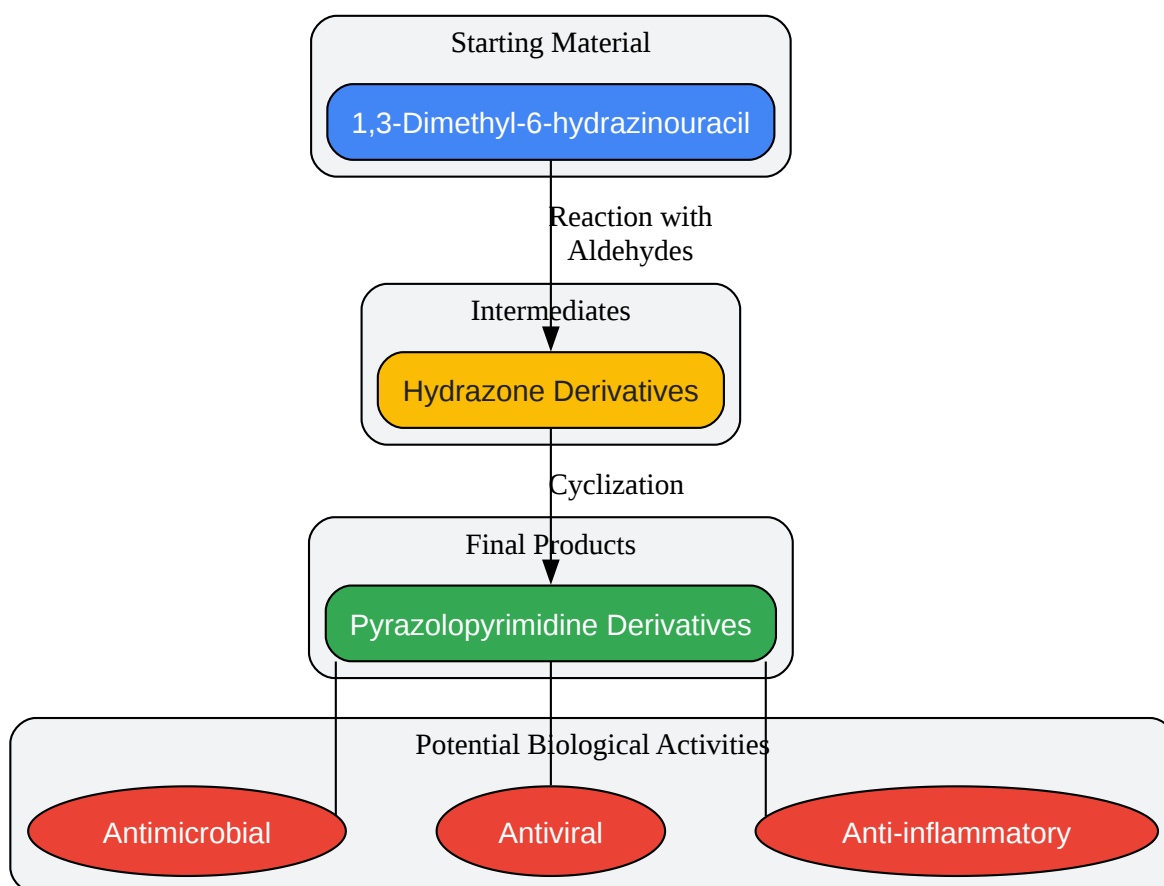 Starting Material
1,3-Dimethyl-6-hydrazinouracil
Reaction with
Aldehydes
Intermediates
Hydrazone Derivatives
Cyclization
Final Products
Pyrazolopyrimidine Derivatives
Potential Biological Activities
Antimicrobial
Antiviral
Anti-inflammatory